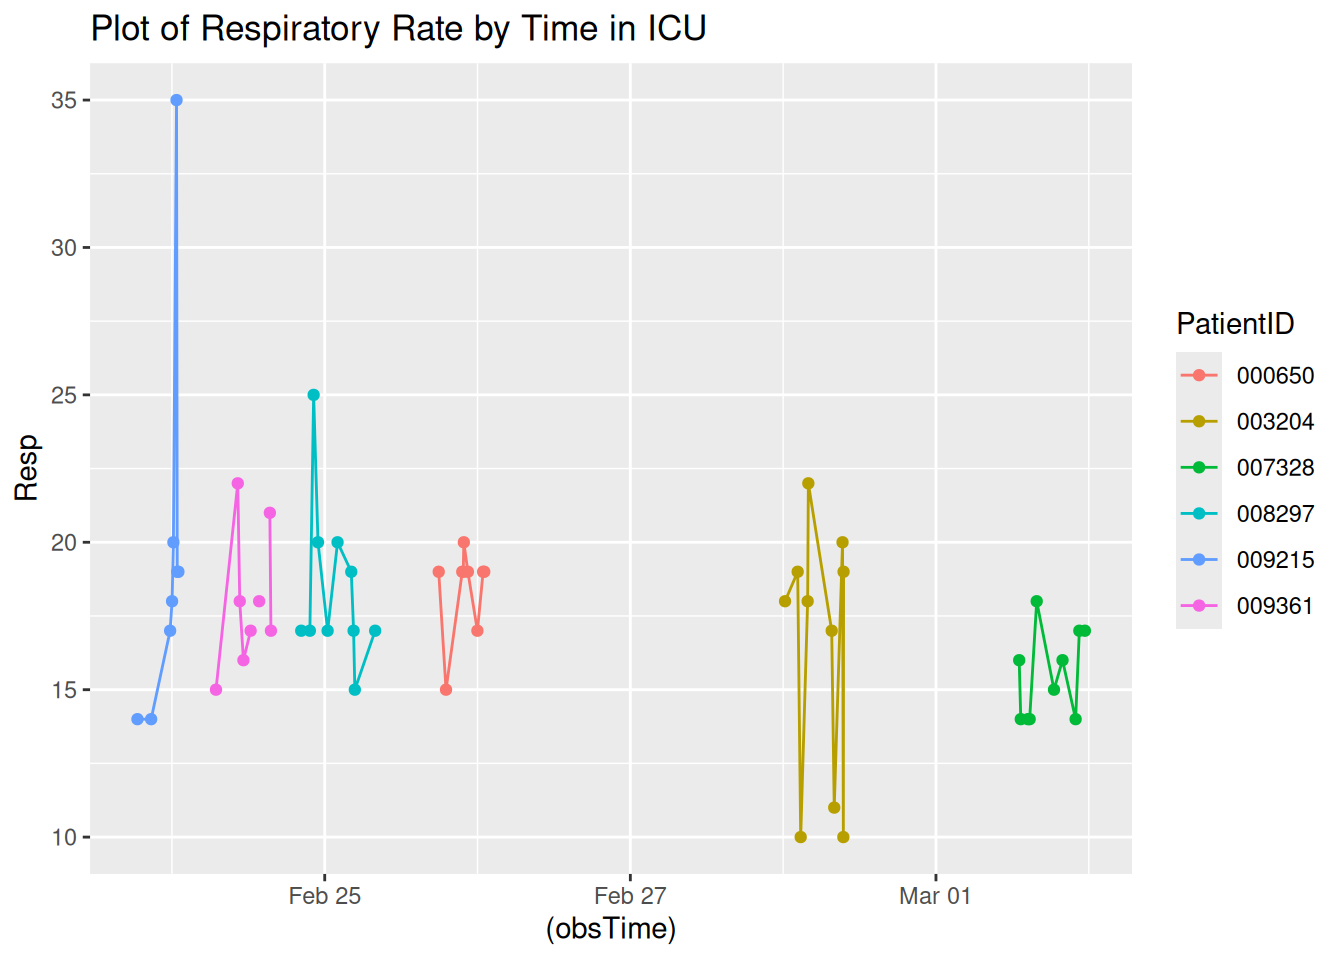 Plot of Respiratory Rate by Time in ICU
35
30
25
20
15
10
Resp
Feb 25
Feb 27
Mar 01
(obsTime)
PatientID
000650
003204
007328
008297
009215
009361